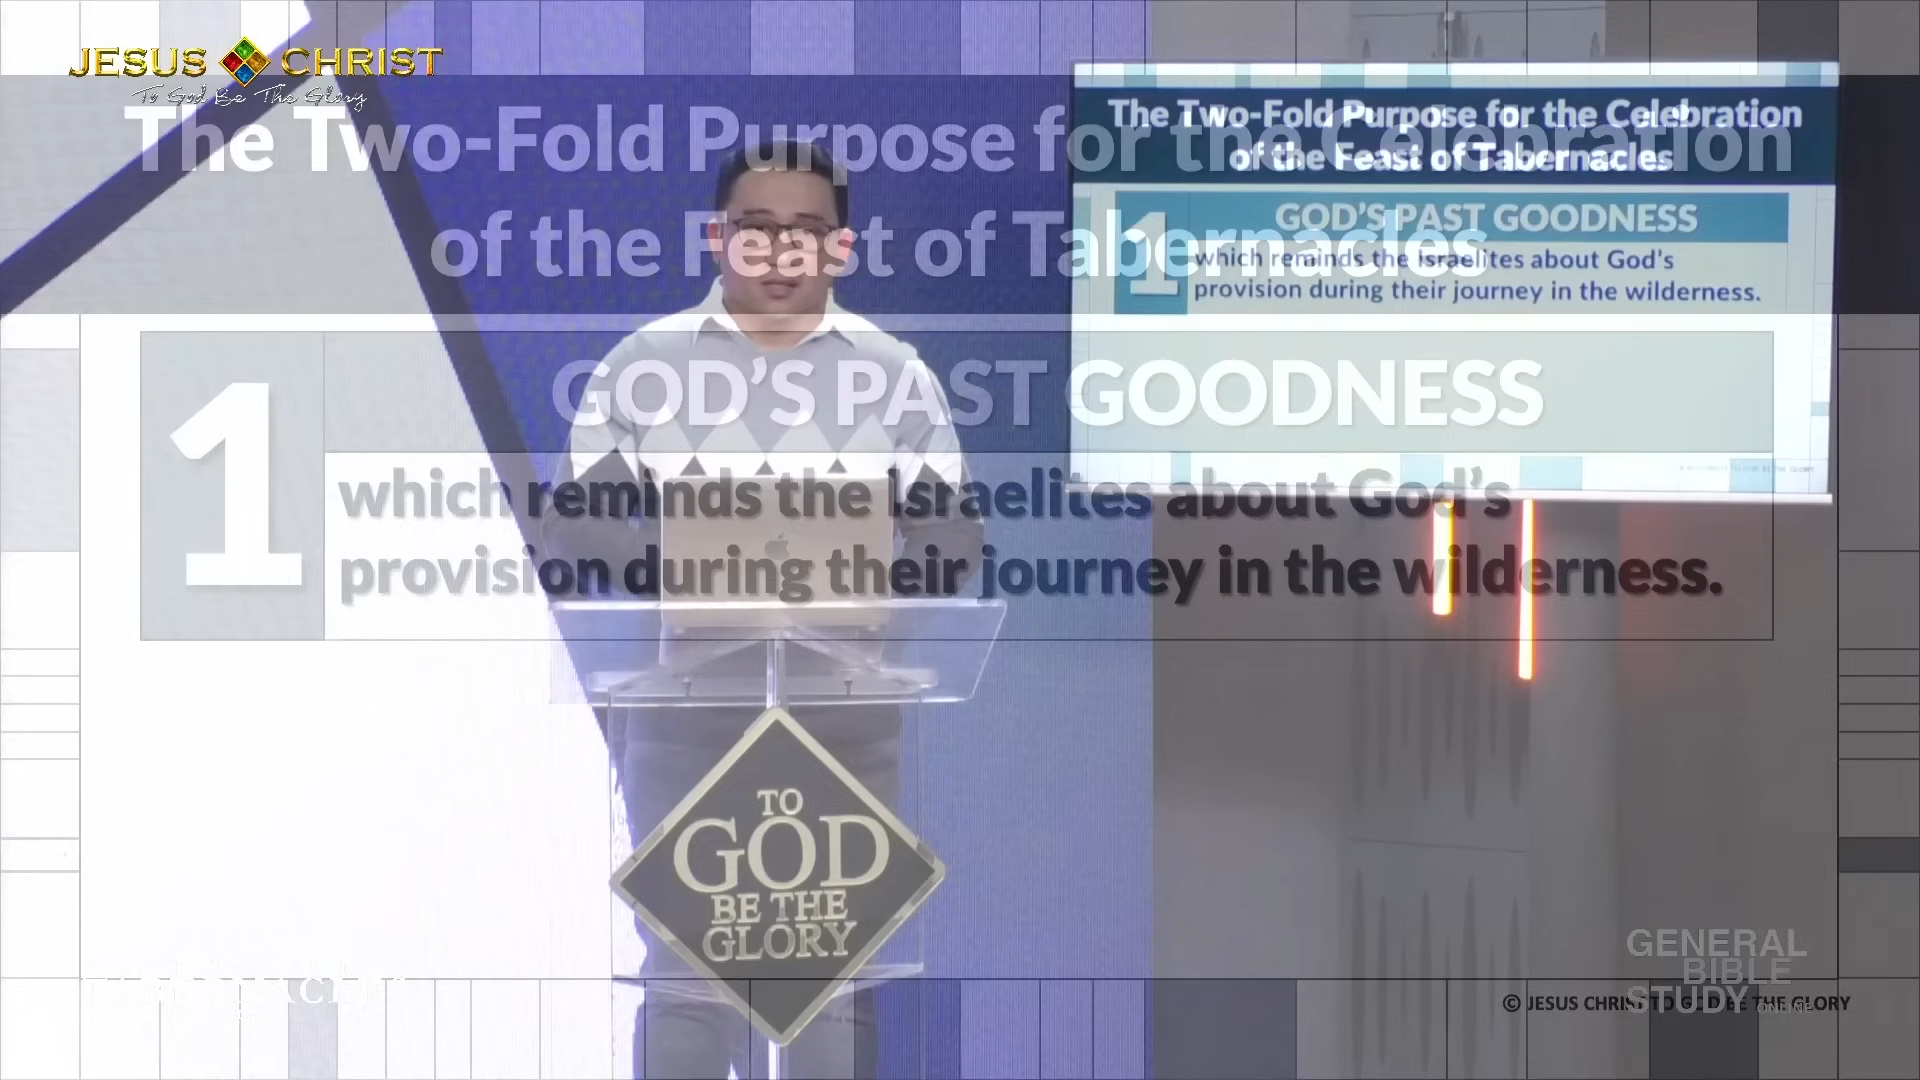 JESUS CHRIST
To God Be The Glory
The Two-Fold Purpose for the Celebration
of the Feast of Tabernacles
1
GOD'S PAST GOODNESS
which reminds the Israelites about God's
provision during their journey in the wilderness.
The Two-Fold Purpose for the Celebration
of the Feast of Tabernacles
1
GOD'S PAST GOODNESS
which reminds the Israelites about God's
provision during their journey in the wilderness.
TO
GOD
BE THE
GLORY
GENERAL
BIBLE
STUDY
ONLINE
© JESUS CHRIST TO GOD BE THE GLORY